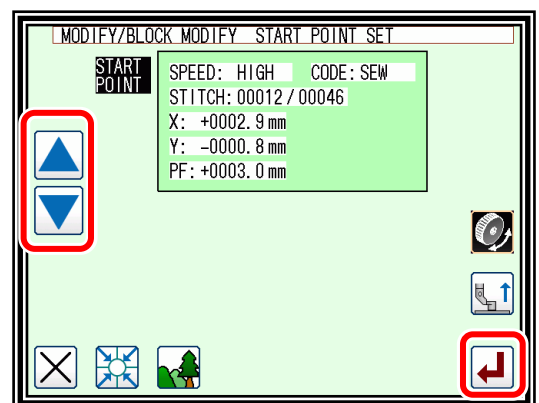 MODIFY/BLOCK MODIFY START POINT SET
START
POINT
SPEED: HIGH CODE: SEW
STITCH: 00012 / 00046
X: +0002.9 mm
Y: -0000.8 mm
PF: +0003.0 mm